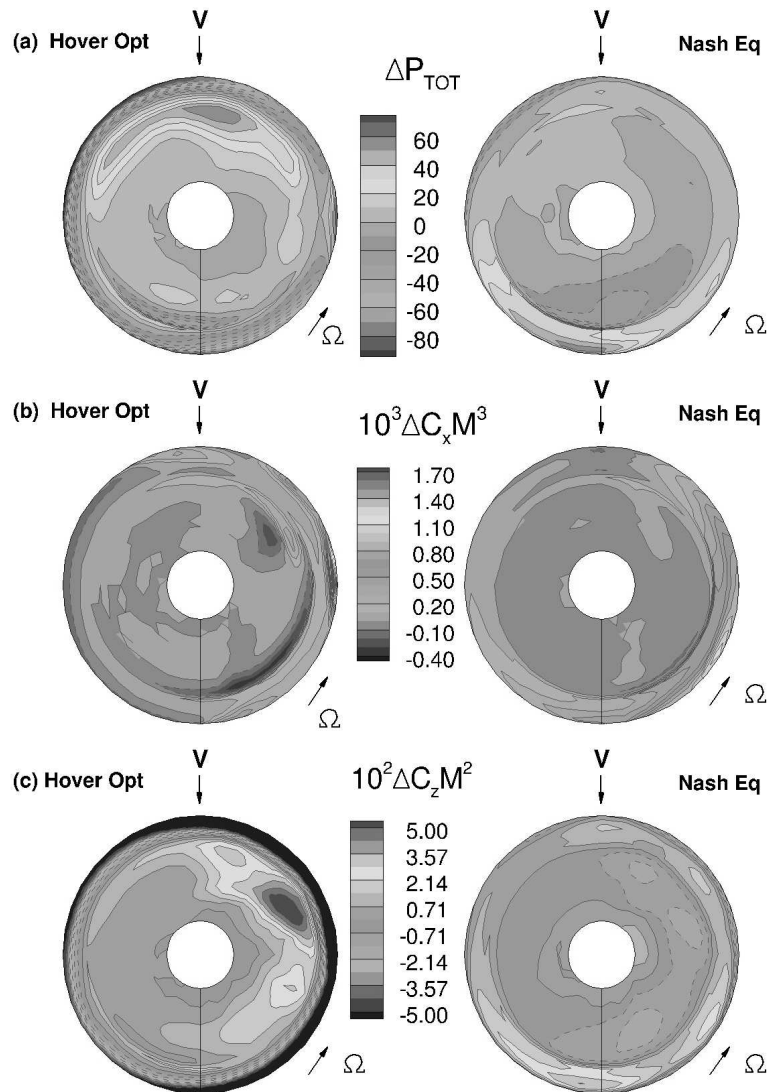 V V
(a) Hover Opt Nash Eq
ΔP_TOT
60
40
20
0
-20
-40
-60
-80
Ω Ω
V V
(b) Hover Opt 10³ΔCₓM³ Nash Eq
1.70
1.40
1.10
0.80
0.50
0.20
-0.10
-0.40
Ω Ω
V V
(c) Hover Opt 10²ΔC_zM² Nash Eq
5.00
3.57
2.14
0.71
-0.71
-2.14
-3.57
-5.00
Ω Ω